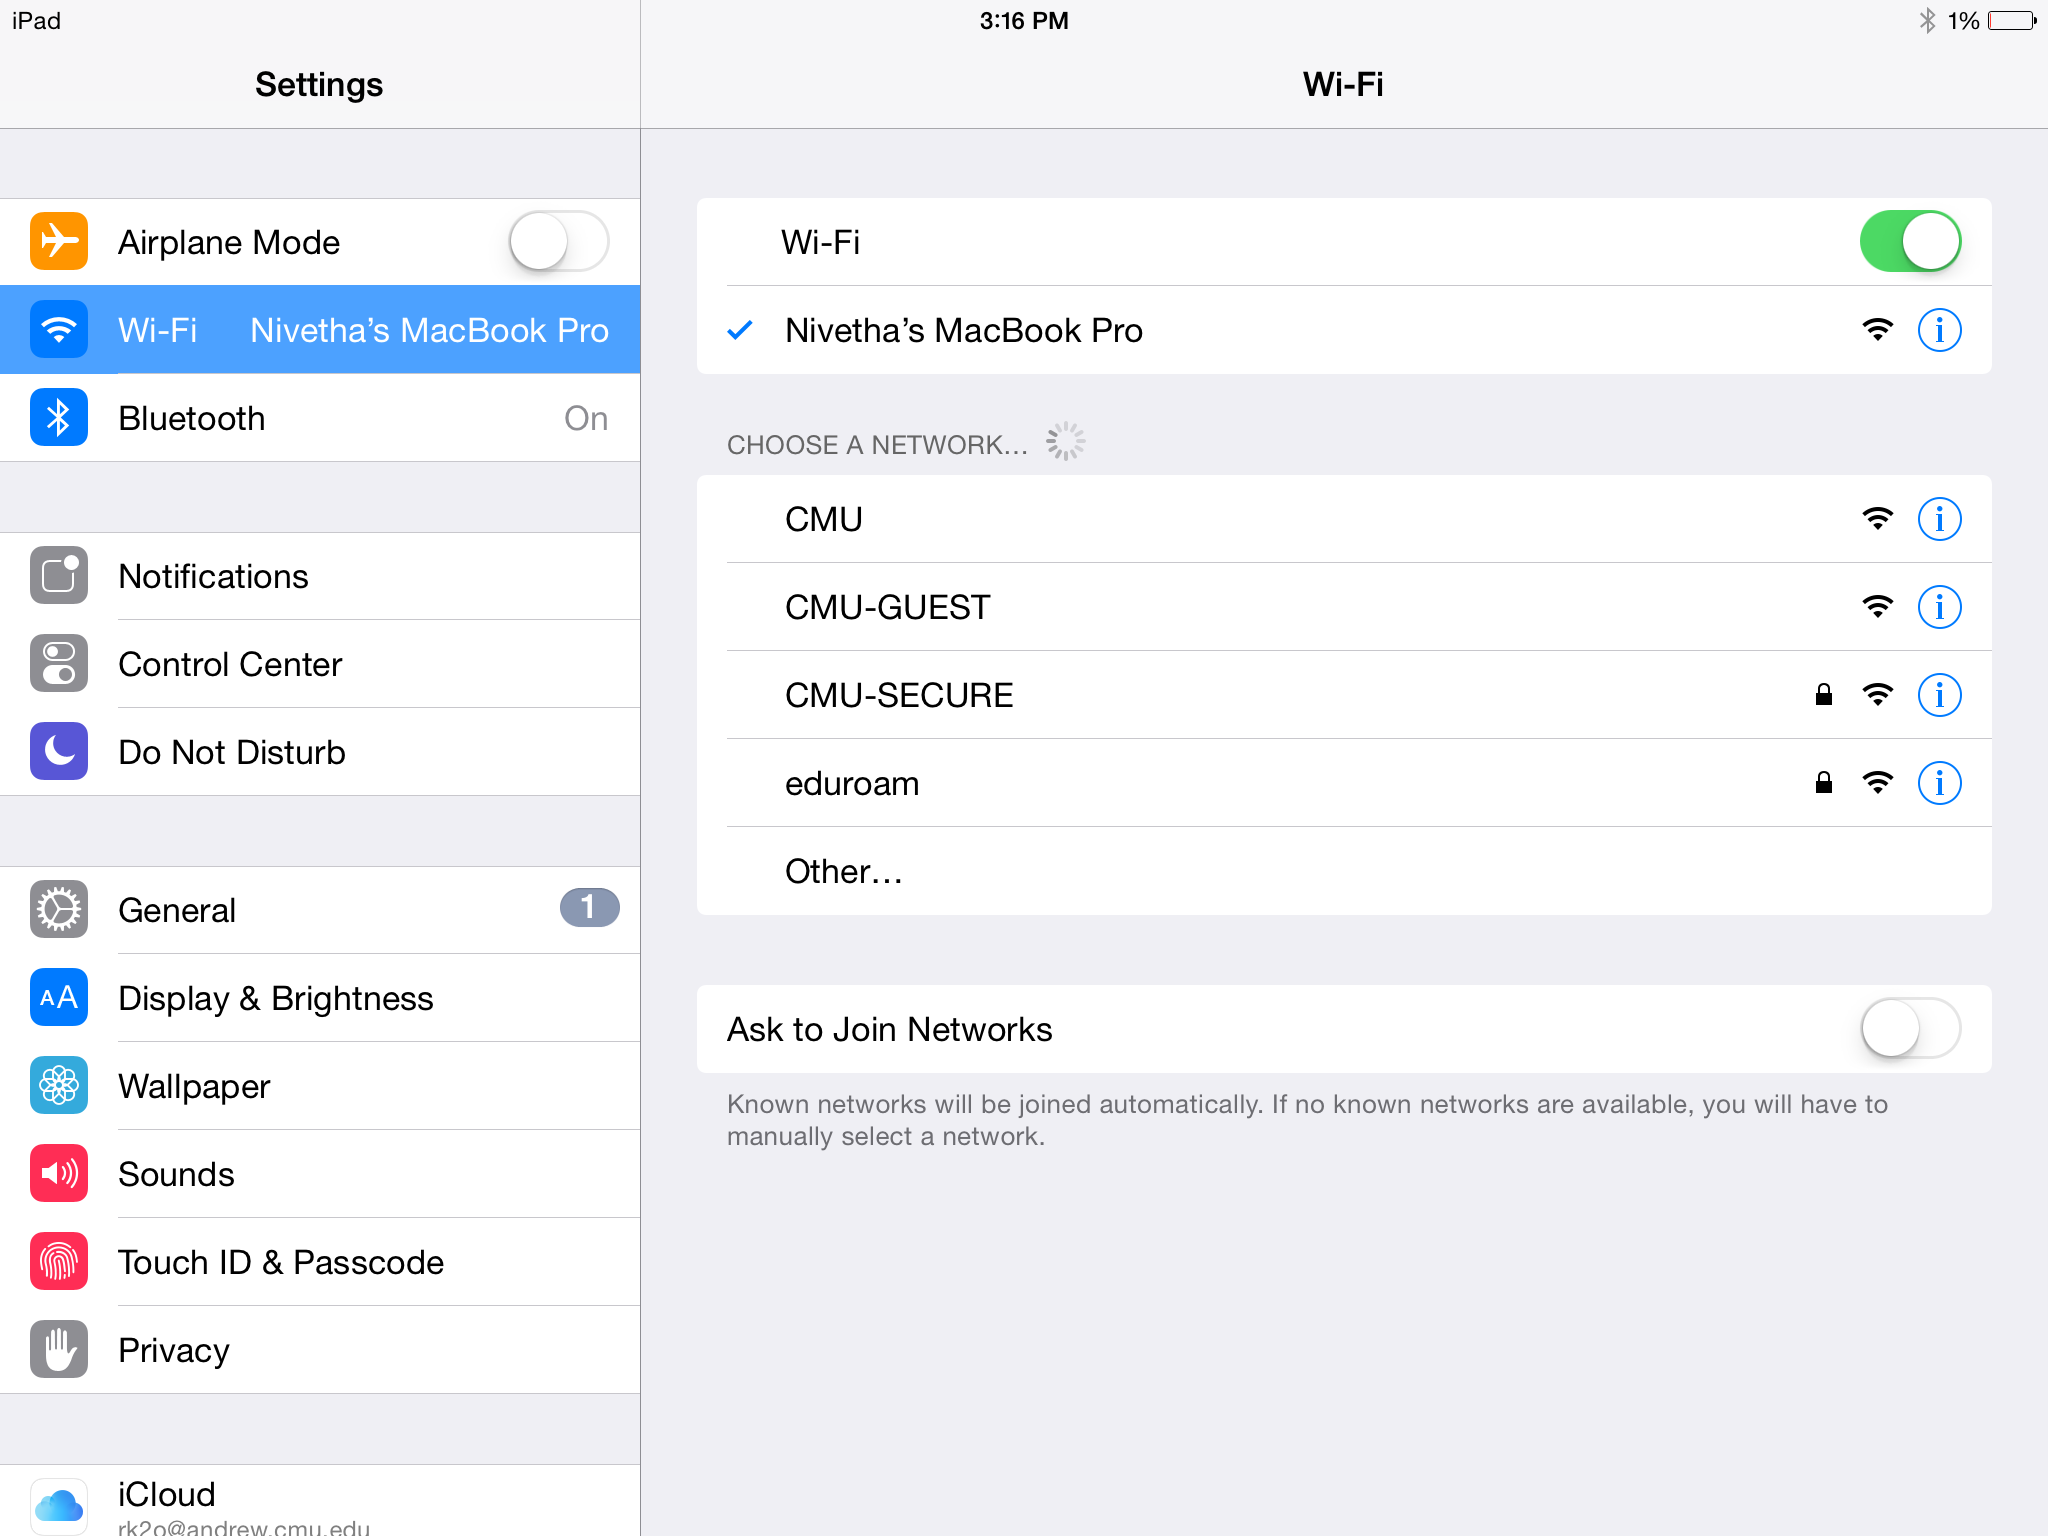 iPad
3:16 PM
1%
Settings
Wi-Fi
Airplane Mode
Wi-Fi Nivetha’s MacBook Pro
Bluetooth On
Notifications
Control Center
Do Not Disturb
General 1
AA Display & Brightness
Wallpaper
Sounds
Touch ID & Passcode
Privacy
iCloud
rk2o@andrew.cmu.edu
Wi-Fi
Nivetha’s MacBook Pro
CHOOSE A NETWORK…
CMU
CMU-GUEST
CMU-SECURE
eduroam
Other…
Ask to Join Networks
Known networks will be joined automatically. If no known networks are available, you will have to
manually select a network.